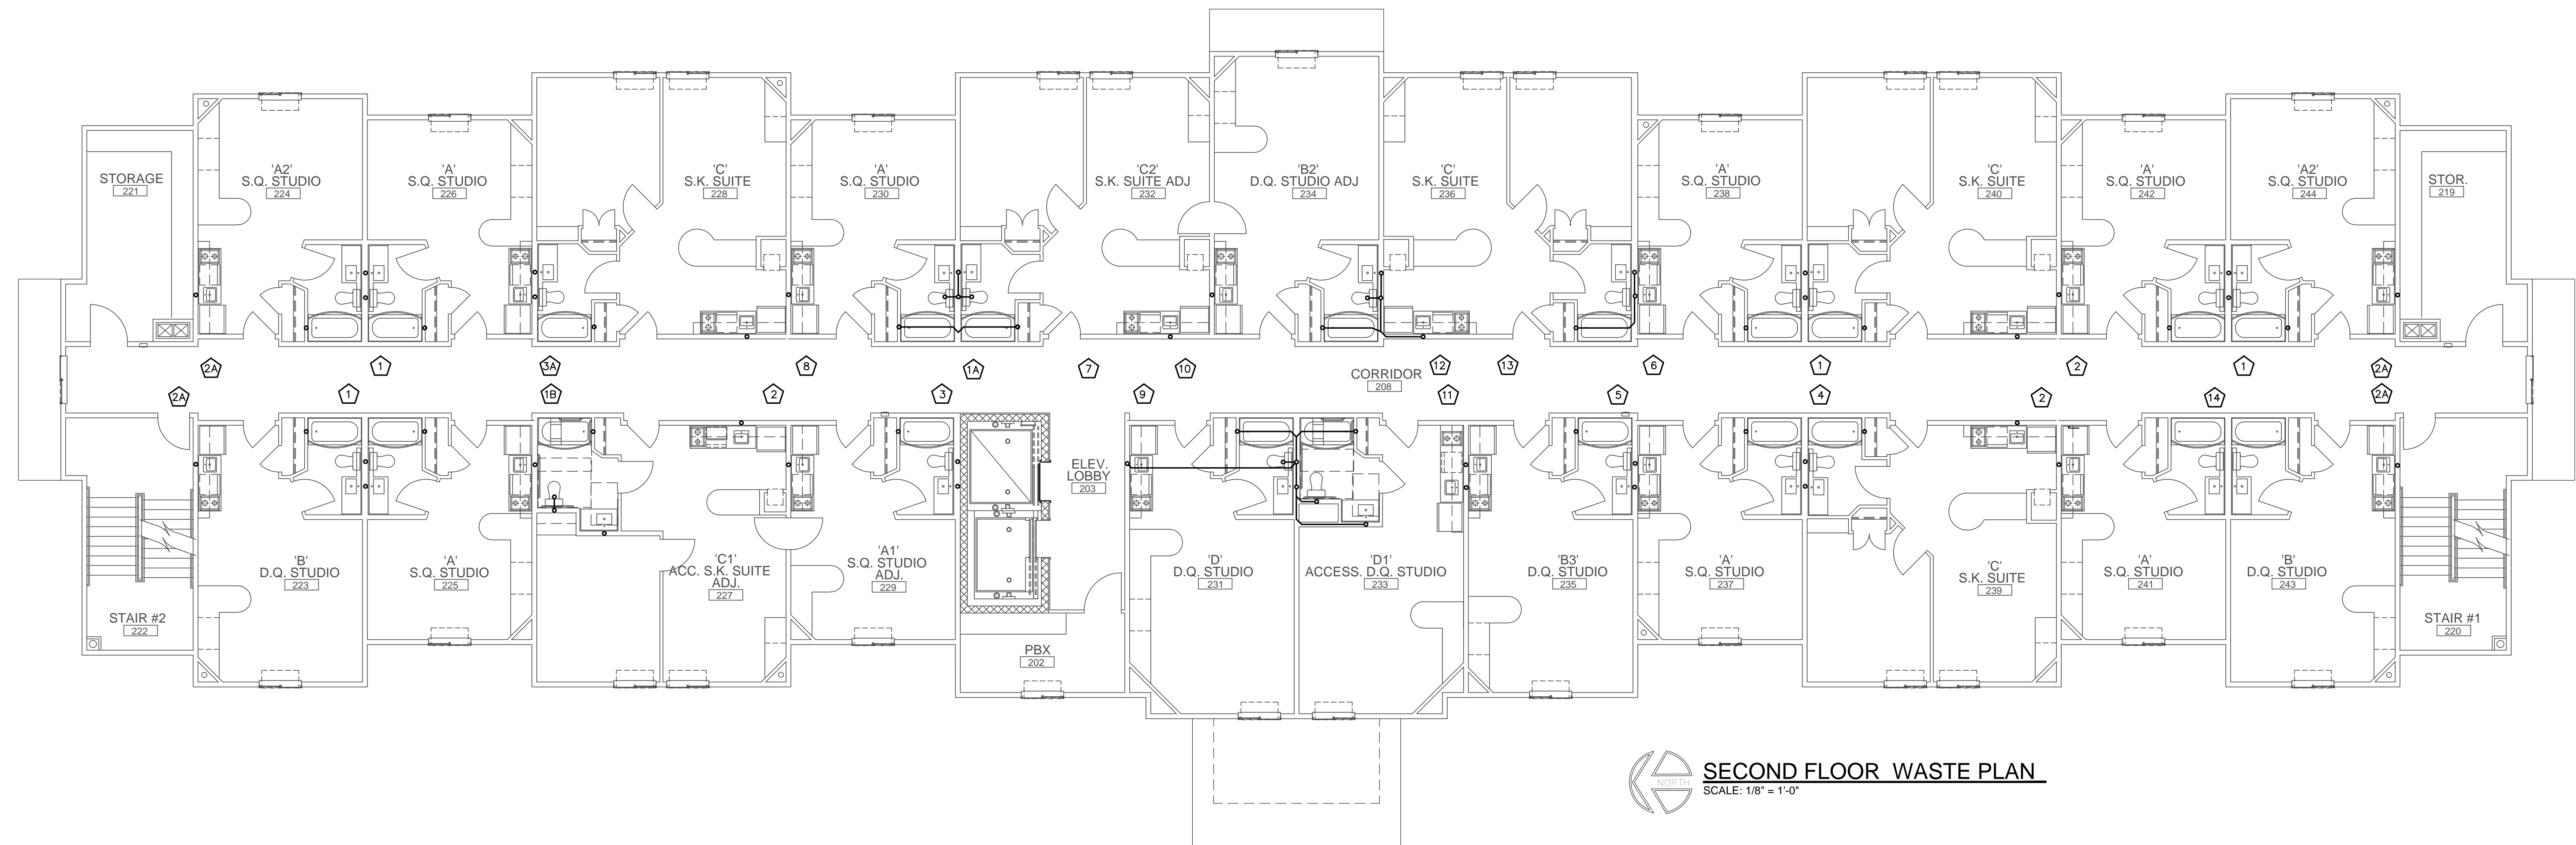 STORAGE
221
'A2'
S.Q. STUDIO
224
'A'
S.Q. STUDIO
226
'C'
S.K. SUITE
228
'A'
S.Q. STUDIO
230
'C2'
S.K. SUITE ADJ
232
'B2'
D.Q. STUDIO ADJ
234
'C'
S.K. SUITE
236
'A'
S.Q. STUDIO
238
'C'
S.K. SUITE
240
'A'
S.Q. STUDIO
242
'A2'
S.Q. STUDIO
244
STOR.
219
2A
1
3A
8
1A
7
10
12
13
6
1
2
1
2A
CORRIDOR
208
2A
1
1B
2
3
9
11
5
4
2
14
2A
ELEV.
LOBBY
203
STAIR #2
222
'B'
D.Q. STUDIO
223
'A'
S.Q. STUDIO
225
'C1'
ACC. S.K. SUITE
ADJ.
227
'A1'
S.Q. STUDIO
ADJ.
229
PBX
202
'D'
D.Q. STUDIO
231
'D1'
ACCESS. D.Q. STUDIO
233
'B3'
D.Q. STUDIO
235
'A'
S.Q. STUDIO
237
'C'
S.K. SUITE
239
'A'
S.Q. STUDIO
241
'B'
D.Q. STUDIO
243
STAIR #1
220
NORTH
SECOND FLOOR WASTE PLAN
SCALE: 1/8" = 1'-0"